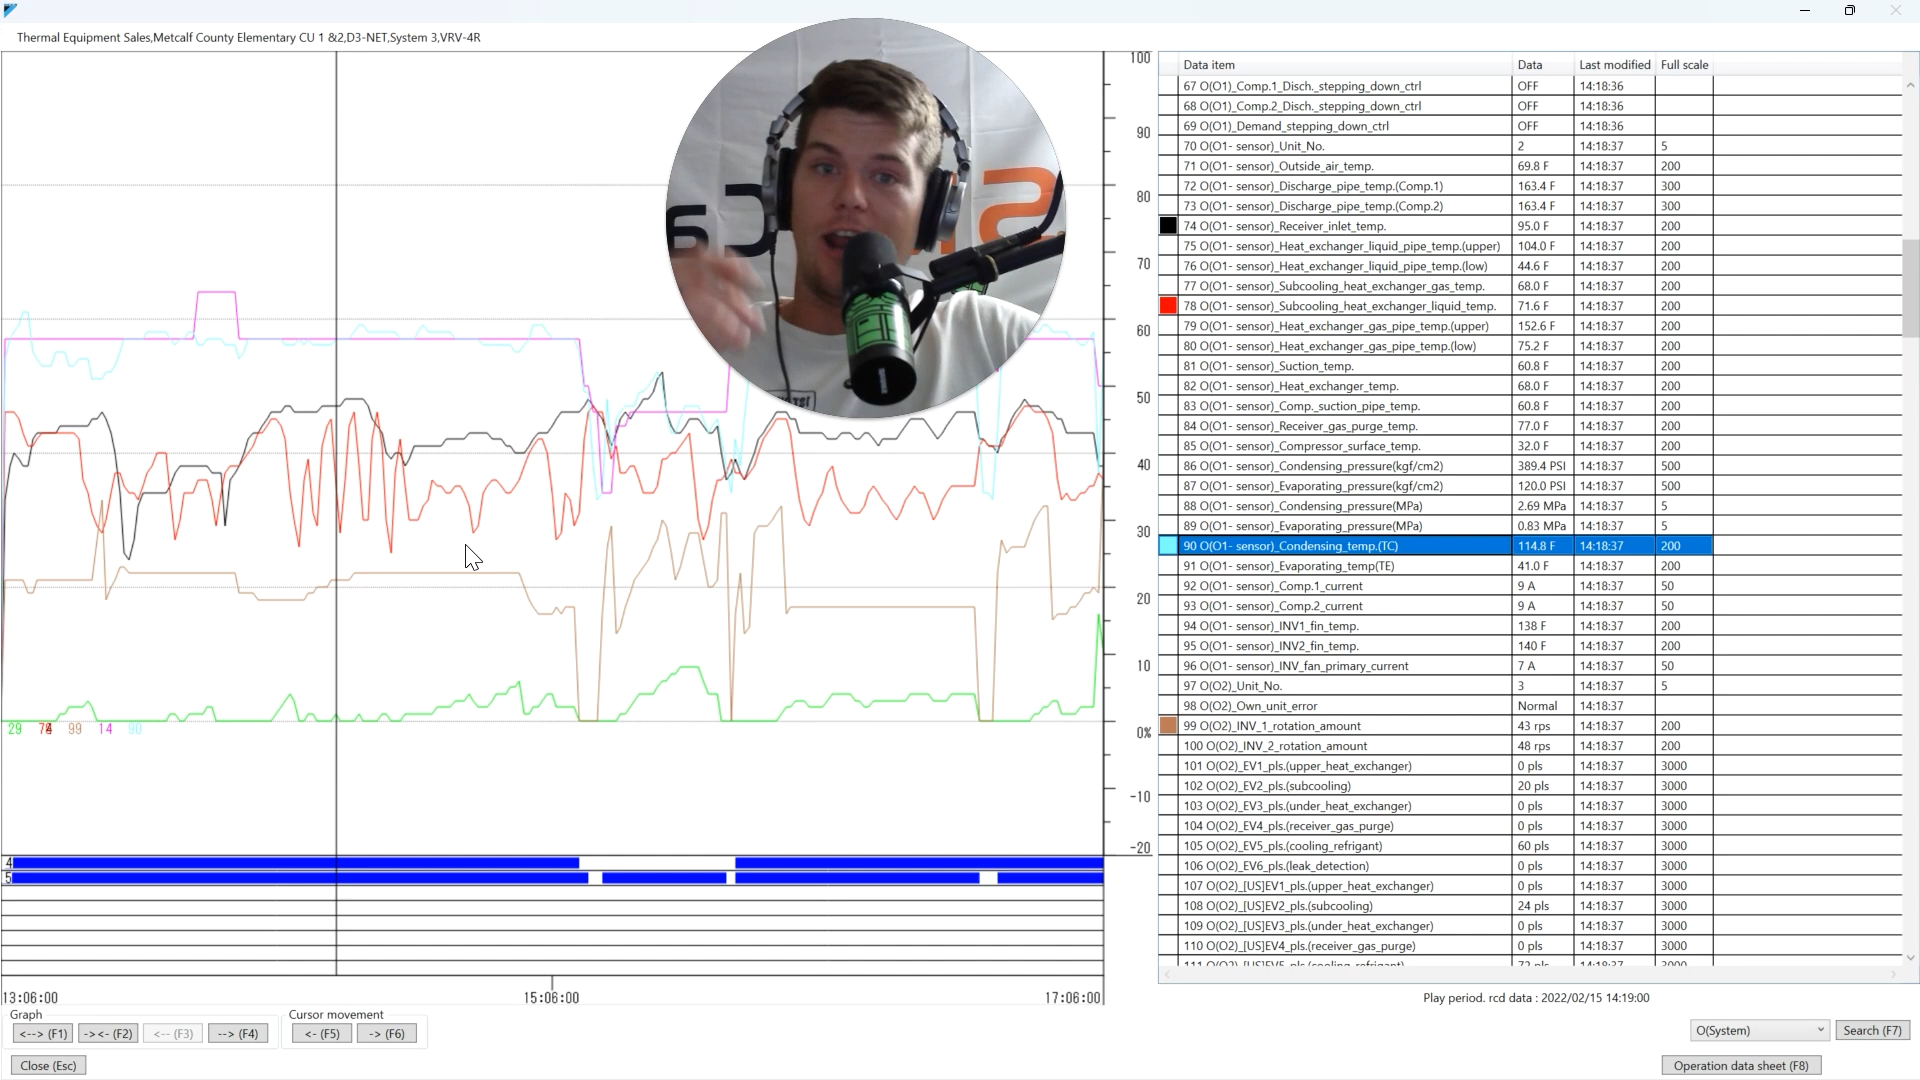 Thermal Equipment Sales,Metcalf County Elementary CU 1 &2,D3-NET,System 3,VRV-4R
100
90
80
70
60
50
40
30
20
10
0%
-10
-20
29 99 14 90
4
5
13:06:00 15:06:00 17:06:00
Graph
<--> (F1) -><- (F2) <-- (F3) --> (F4)
Cursor movement
<- (F5) -> (F6)
Close (Esc)
Data item Data Last modified Full scale
67 O(O1)_Comp.1_Disch._stepping_down_ctrl OFF 14:18:36
68 O(O1)_Comp.2_Disch._stepping_down_ctrl OFF 14:18:36
69 O(O1)_Demand_stepping_down_ctrl OFF 14:18:36
70 O(O1- sensor)_Unit_No. 2 14:18:37 5
71 O(O1- sensor)_Outside_air_temp. 69.8 F 14:18:37 200
72 O(O1- sensor)_Discharge_pipe_temp.(Comp.1) 163.4 F 14:18:37 300
73 O(O1- sensor)_Discharge_pipe_temp.(Comp.2) 163.4 F 14:18:37 300
74 O(O1- sensor)_Receiver_inlet_temp. 95.0 F 14:18:37 200
75 O(O1- sensor)_Heat_exchanger_liquid_pipe_temp.(upper) 104.0 F 14:18:37 200
76 O(O1- sensor)_Heat_exchanger_liquid_pipe_temp.(low) 44.6 F 14:18:37 200
77 O(O1- sensor)_Subcooling_heat_exchanger_gas_temp. 68.0 F 14:18:37 200
78 O(O1- sensor)_Subcooling_heat_exchanger_liquid_temp. 71.6 F 14:18:37 200
79 O(O1- sensor)_Heat_exchanger_gas_pipe_temp.(upper) 152.6 F 14:18:37 200
80 O(O1- sensor)_Heat_exchanger_gas_pipe_temp.(low) 75.2 F 14:18:37 200
81 O(O1- sensor)_Suction_temp. 60.8 F 14:18:37 200
82 O(O1- sensor)_Heat_exchanger_temp. 68.0 F 14:18:37 200
83 O(O1- sensor)_Comp._suction_pipe_temp. 60.8 F 14:18:37 200
84 O(O1- sensor)_Receiver_gas_purge_temp. 77.0 F 14:18:37 200
85 O(O1- sensor)_Compressor_surface_temp. 32.0 F 14:18:37 200
86 O(O1- sensor)_Condensing_pressure(kgf/cm2) 389.4 PSI 14:18:37 500
87 O(O1- sensor)_Evaporating_pressure(kgf/cm2) 120.0 PSI 14:18:37 500
88 O(O1- sensor)_Condensing_pressure(MPa) 2.69 MPa 14:18:37 5
89 O(O1- sensor)_Evaporating_pressure(MPa) 0.83 MPa 14:18:37 5
90 O(O1- sensor)_Condensing_temp.(TC) 114.8 F 14:18:37 200
91 O(O1- sensor)_Evaporating_temp(TE) 41.0 F 14:18:37 200
92 O(O1- sensor)_Comp.1_current 9 A 14:18:37 50
93 O(O1- sensor)_Comp.2_current 9 A 14:18:37 50
94 O(O1- sensor)_INV1_fin_temp. 138 F 14:18:37 200
95 O(O1- sensor)_INV2_fin_temp. 140 F 14:18:37 200
96 O(O1- sensor)_INV_fan_primary_current 7 A 14:18:37 50
97 O(O2)_Unit_No. 3 14:18:37 5
98 O(O2)_Own_unit_error Normal 14:18:37
99 O(O2)_INV_1_rotation_amount 43 rps 14:18:37 200
100 O(O2)_INV_2_rotation_amount 48 rps 14:18:37 200
101 O(O2)_EV1_pls.(upper_heat_exchanger) 0 pls 14:18:37 3000
102 O(O2)_EV2_pls.(subcooling) 20 pls 14:18:37 3000
103 O(O2)_EV3_pls.(under_heat_exchanger) 0 pls 14:18:37 3000
104 O(O2)_EV4_pls.(receiver_gas_purge) 0 pls 14:18:37 3000
105 O(O2)_EV5_pls.(cooling_refrigant) 60 pls 14:18:37 3000
106 O(O2)_EV6_pls.(leak_detection) 0 pls 14:18:37 3000
107 O(O2)_[US]EV1_pls.(upper_heat_exchanger) 0 pls 14:18:37 3000
108 O(O2)_[US]EV2_pls.(subcooling) 24 pls 14:18:37 3000
109 O(O2)_[US]EV3_pls.(under_heat_exchanger) 0 pls 14:18:37 3000
110 O(O2)_[US]EV4_pls.(receiver_gas_purge) 0 pls 14:18:37 3000
111 O(O2)_[US]EV5_pls.(cooling_refrigant) 72 pls 14:18:37 3000
Play period. rcd data : 2022/02/15 14:19:00
O(System) Search (F7)
Operation data sheet (F8)